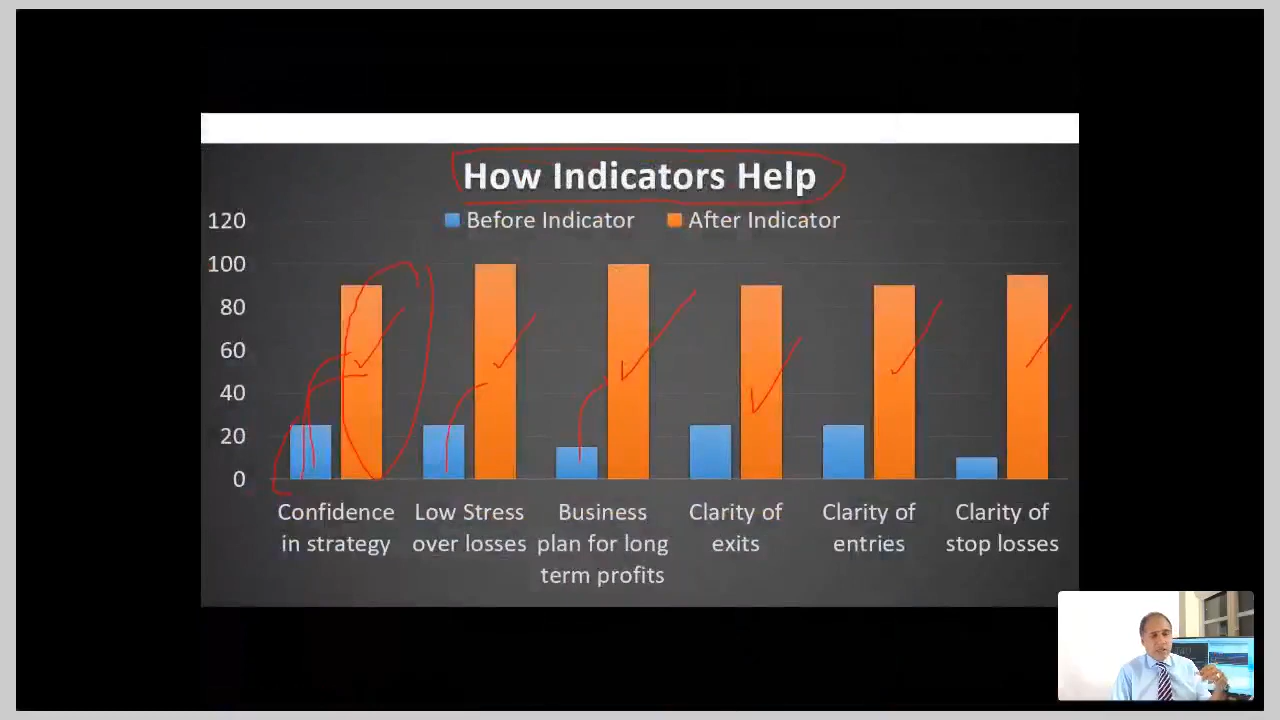 How Indicators Help
Before Indicator After Indicator
120
100
80
60
40
20
0
Confidence in strategy
Low Stress over losses
Business plan for long term profits
Clarity of exits
Clarity of entries
Clarity of stop losses